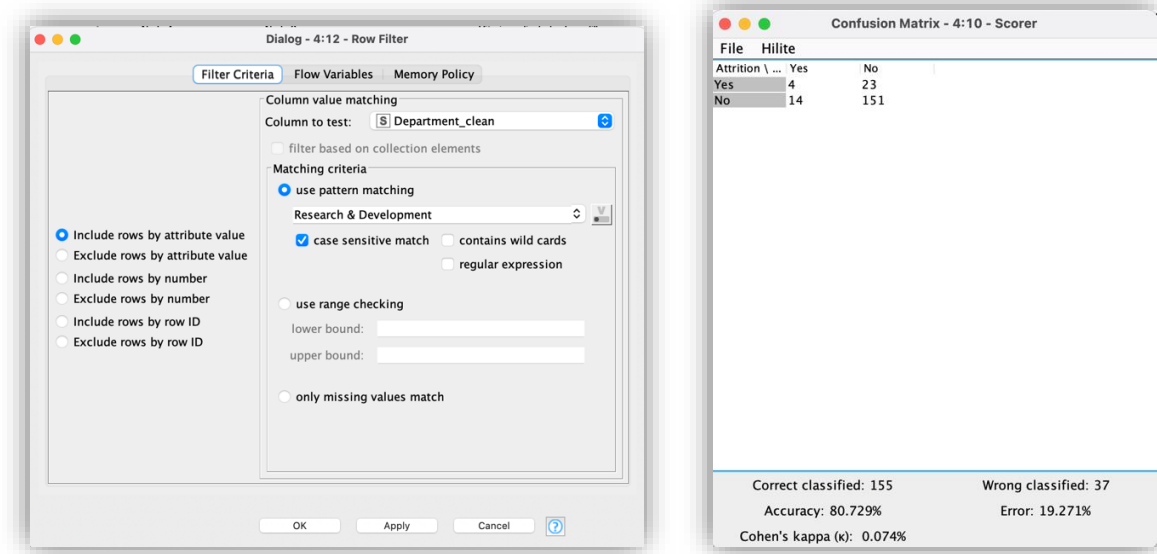 Dialog - 4:12 - Row Filter
Filter Criteria Flow Variables Memory Policy
Include rows by attribute value
Exclude rows by attribute value
Include rows by number
Exclude rows by number
Include rows by row ID
Exclude rows by row ID
Column value matching
Column to test: S Department_clean
filter based on collection elements
Matching criteria
use pattern matching
Research & Development
case sensitive match contains wild cards
regular expression
use range checking
lower bound:
upper bound:
only missing values match
OK Apply Cancel ?
Confusion Matrix - 4:10 - Scorer
File Hilite
Attrition \ ... Yes No
Yes 4 23
No 14 151
Correct classified: 155 Wrong classified: 37
Accuracy: 80.729% Error: 19.271%
Cohen's kappa (κ): 0.074%